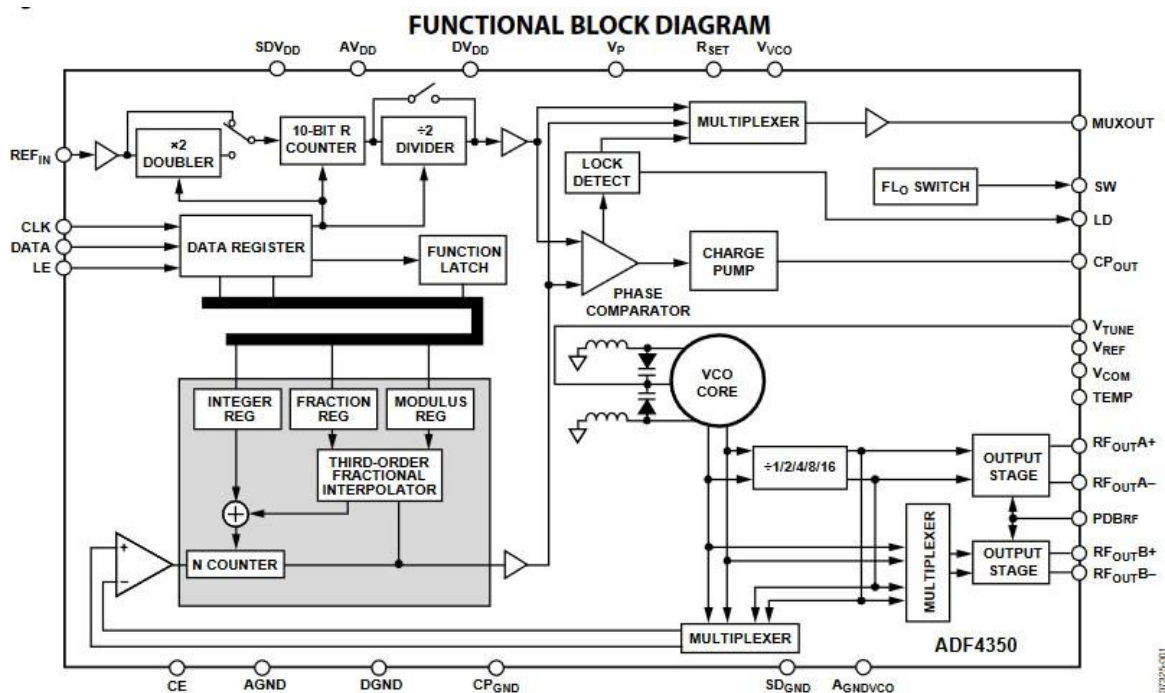 FUNCTIONAL BLOCK DIAGRAM
SDVDD
AVDD
DVDD
VP
RSET
VVCO
REFIN
×2
DOUBLER
10-BIT R
COUNTER
÷2
DIVIDER
MULTIPLEXER
MUXOUT
LOCK
DETECT
FLO SWITCH
SW
LD
CLK
DATA
LE
DATA REGISTER
FUNCTION
LATCH
CHARGE
PUMP
CPOUT
PHASE
COMPARATOR
VTUNE
VREF
VCOM
TEMP
VCO
CORE
INTEGER
REG
FRACTION
REG
MODULUS
REG
THIRD-ORDER
FRACTIONAL
INTERPOLATOR
+
−
N COUNTER
÷1/2/4/8/16
OUTPUT
STAGE
RFOUTA+
RFOUTA−
PDBRF
MULTIPLEXER
OUTPUT
STAGE
RFOUTB+
RFOUTB−
MULTIPLEXER
ADF4350
CE
AGND
DGND
CPGND
SDGND
AGNDVCO
07325-001